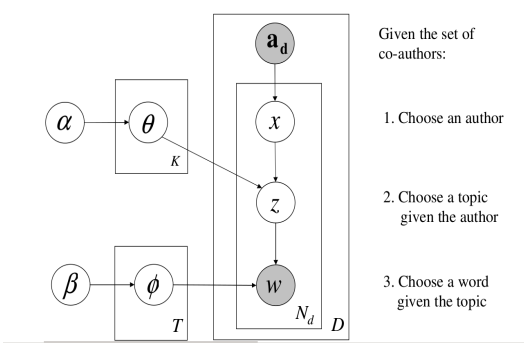 a_d
Given the set of
co-authors:
α
θ
K
x
1. Choose an author
z
2. Choose a topic
given the author
β
ϕ
T
w
N_d
D
3. Choose a word
given the topic